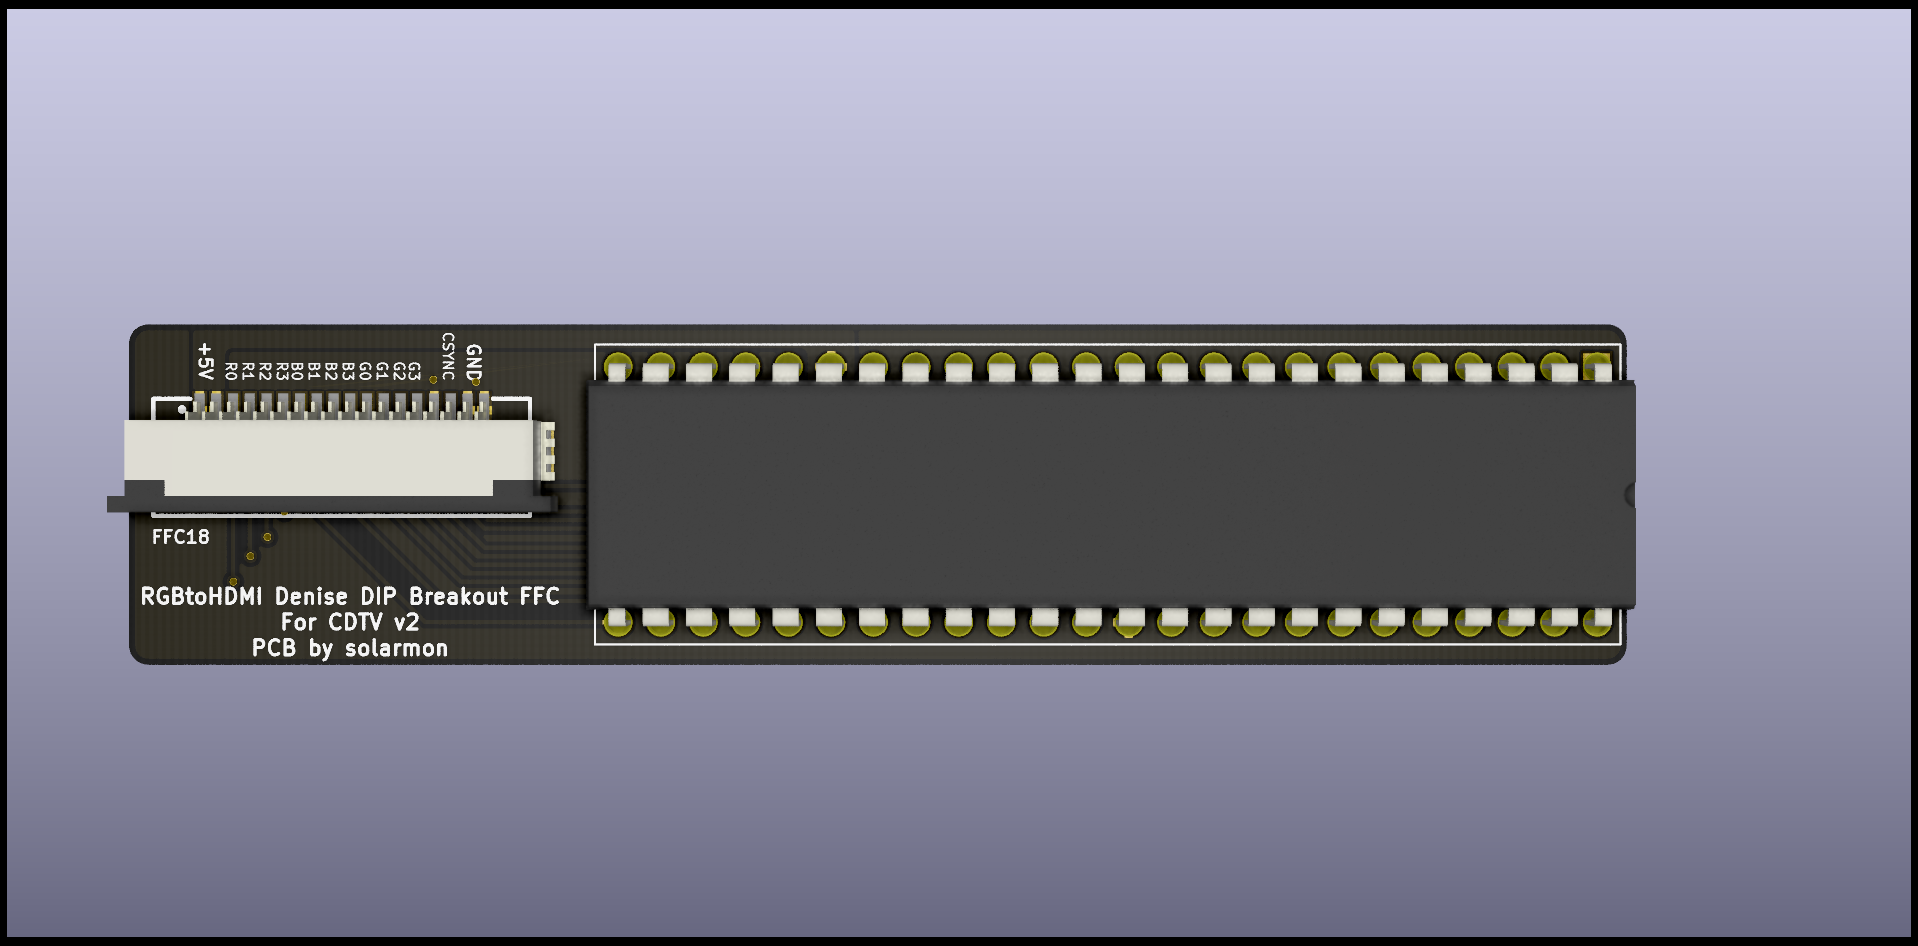 +5V
R0
R1
R2
R3
B0
B1
B2
B3
G0
G1
G2
G3
CSYNC
GND
FFC18
RGBtoHDMI Denise DIP Breakout FFC
For CDTV v2
PCB by solarmon